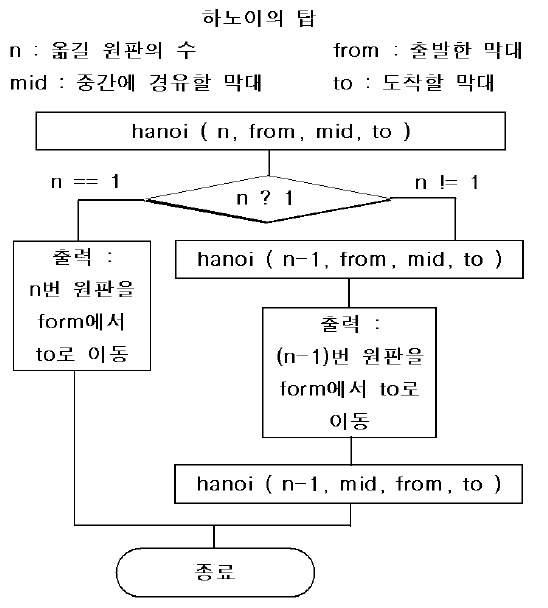 하노이의 탑
n : 옮길 원판의 수
from : 출발한 막대
mid : 중간에 경유할 막대
to : 도착할 막대
hanoi ( n, from, mid, to )
n == 1
n ? 1
n != 1
출력 :
n번 원판을
form에서
to로 이동
hanoi ( n-1, from, mid, to )
출력 :
(n-1)번 원판을
form에서 to로
이동
hanoi ( n-1, mid, from, to )
종료